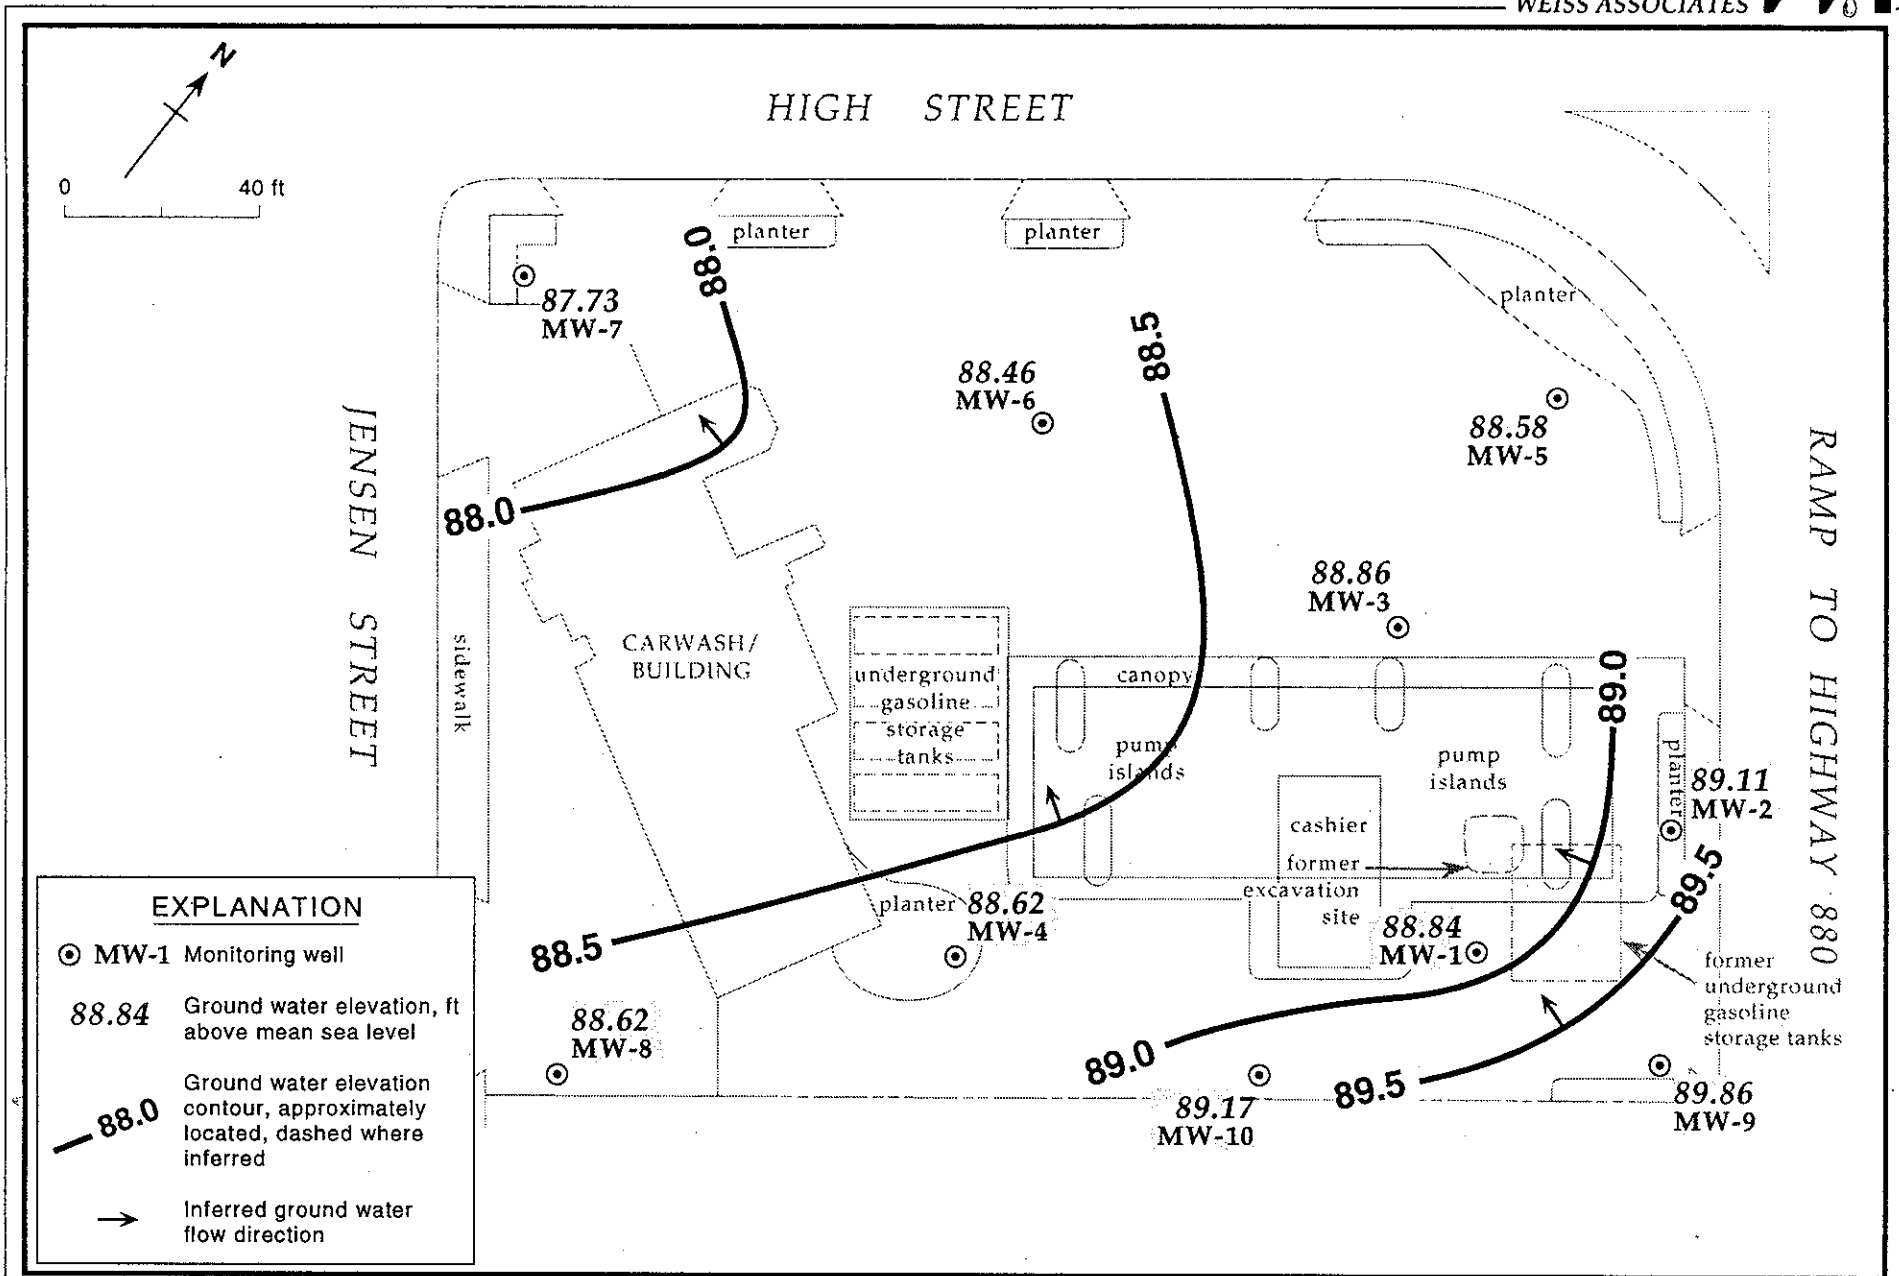 WEISS ASSOCIATES
N
0
40 ft
HIGH STREET
planter
planter
planter
88.0
87.73
MW-7
88.5
88.46
MW-6
88.58
MW-5
88.0
JENSEN STREET
RAMP TO HIGHWAY 880
sidewalk
CARWASH/
BUILDING
88.86
MW-3
underground
gasoline
storage
tanks
canopy
89.0
pump
islands
pump
islands
planter
89.11
MW-2
cashier
former
excavation
site
89.5
planter
88.62
MW-4
88.84
MW-1
88.5
former
underground
gasoline
storage tanks
88.62
MW-8
89.0
89.5
89.17
MW-10
89.86
MW-9
EXPLANATION
MW-1 Monitoring well
88.84 Ground water elevation, ft
above mean sea level
88.0 Ground water elevation
contour, approximately
located, dashed where
inferred
Inferred ground water
flow direction